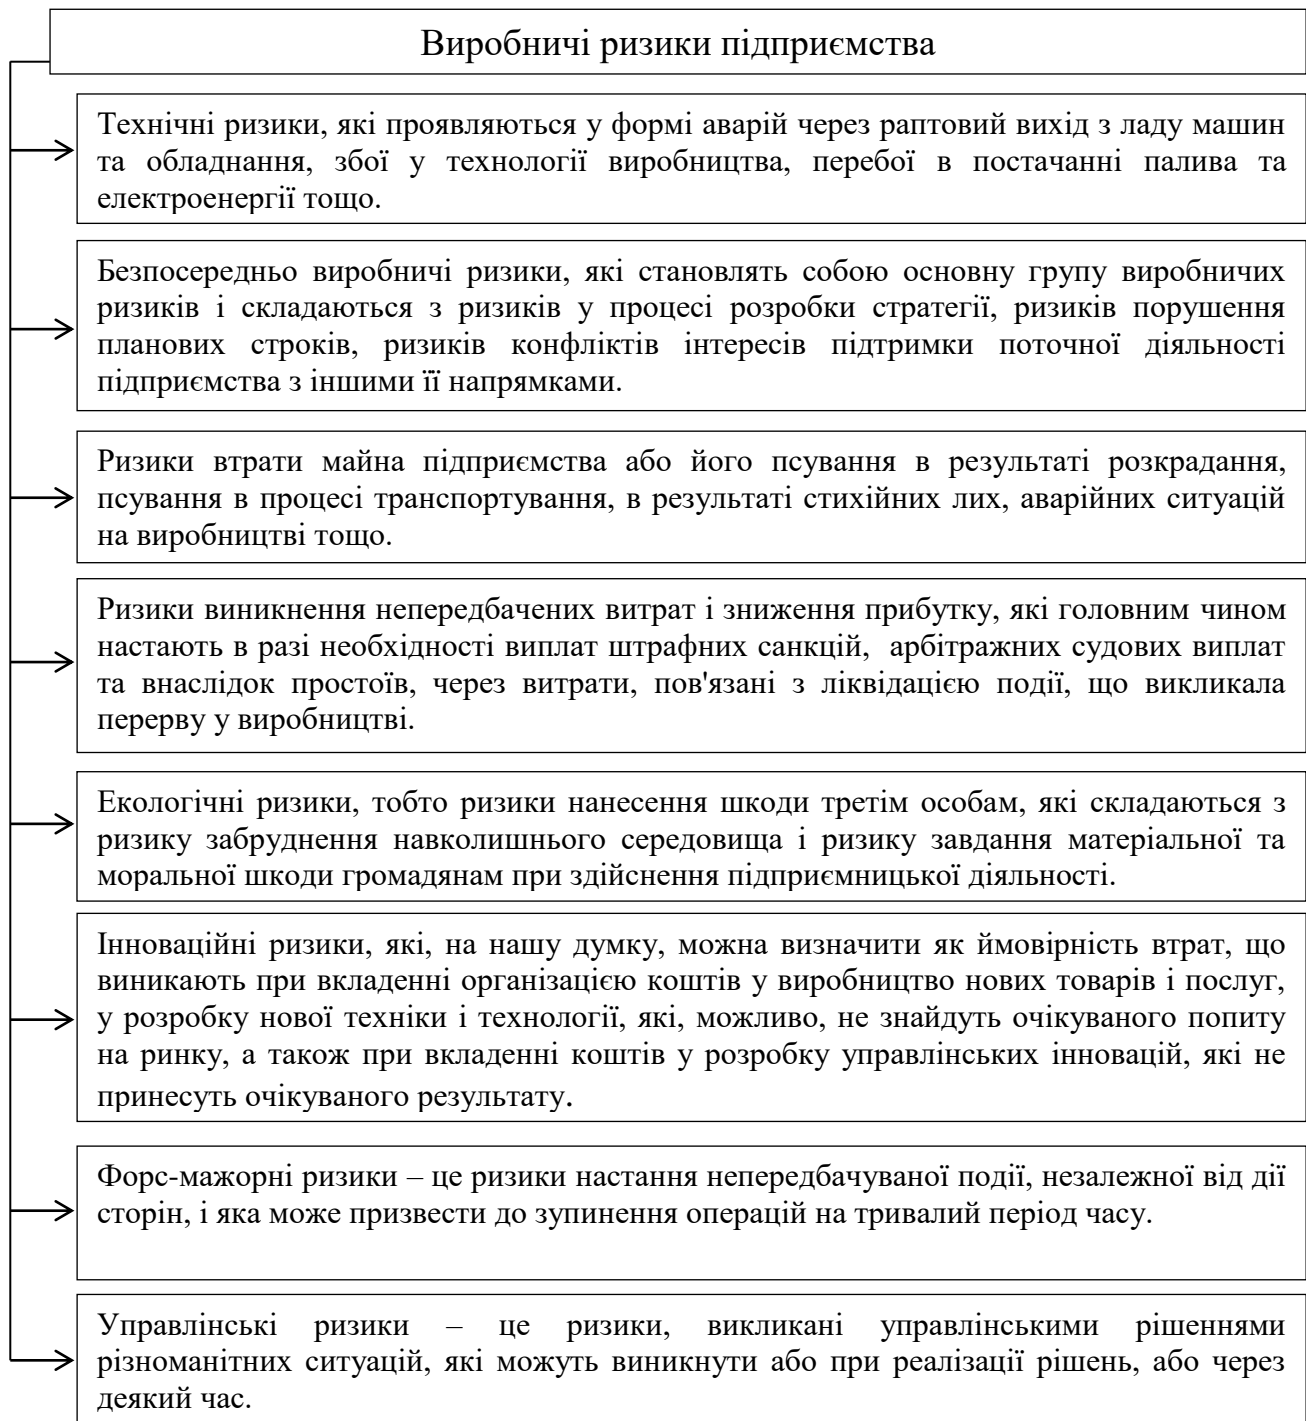 Виробничі ризики підприємства
Технічні ризики, які проявляються у формі аварій через раптовий вихід з ладу машин
та обладнання, збої у технології виробництва, перебої в постачанні палива та
електроенергії тощо.
Безпосередньо виробничі ризики, які становлять собою основну групу виробничих
ризиків і складаються з ризиків у процесі розробки стратегії, ризиків порушення
планових строків, ризиків конфліктів інтересів підтримки поточної діяльності
підприємства з іншими її напрямками.
Ризики втрати майна підприємства або його псування в результаті розкрадання,
псування в процесі транспортування, в результаті стихійних лих, аварійних ситуацій
на виробництві тощо.
Ризики виникнення непередбачених витрат і зниження прибутку, які головним чином
настають в разі необхідності виплат штрафних санкцій, арбітражних судових виплат
та внаслідок простоїв, через витрати, пов'язані з ліквідацією події, що викликала
перерву у виробництві.
Екологічні ризики, тобто ризики нанесення шкоди третім особам, які складаються з
ризику забруднення навколишнього середовища і ризику завдання матеріальної та
моральної шкоди громадянам при здійснення підприємницької діяльності.
Інноваційні ризики, які, на нашу думку, можна визначити як ймовірність втрат, що
виникають при вкладенні організацією коштів у виробництво нових товарів і послуг,
у розробку нової техніки і технології, які, можливо, не знайдуть очікуваного попиту
на ринку, а також при вкладенні коштів у розробку управлінських інновацій, які не
принесуть очікуваного результату.
Форс-мажорні ризики – це ризики настання непередбачуваної події, незалежної від дії
сторін, і яка може призвести до зупинення операцій на тривалий період часу.
Управлінські ризики – це ризики, викликані управлінськими рішеннями
різноманітних ситуацій, які можуть виникнути або при реалізації рішень, або через
деякий час.